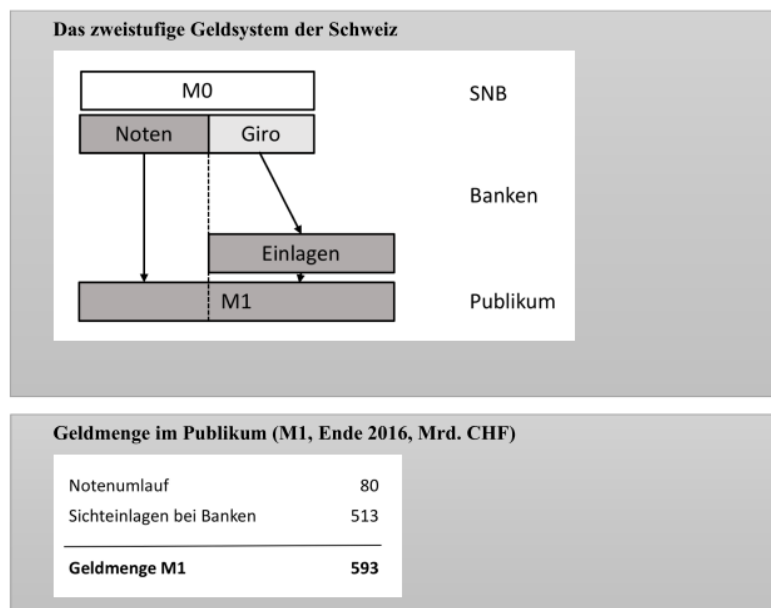 Das zweistufige Geldsystem der Schweiz
M0 SNB
Noten Giro
Banken
Einlagen
M1 Publikum
Geldmenge im Publikum (M1, Ende 2016, Mrd. CHF)
Notenumlauf 80
Sichteinlagen bei Banken 513
Geldmenge M1 593